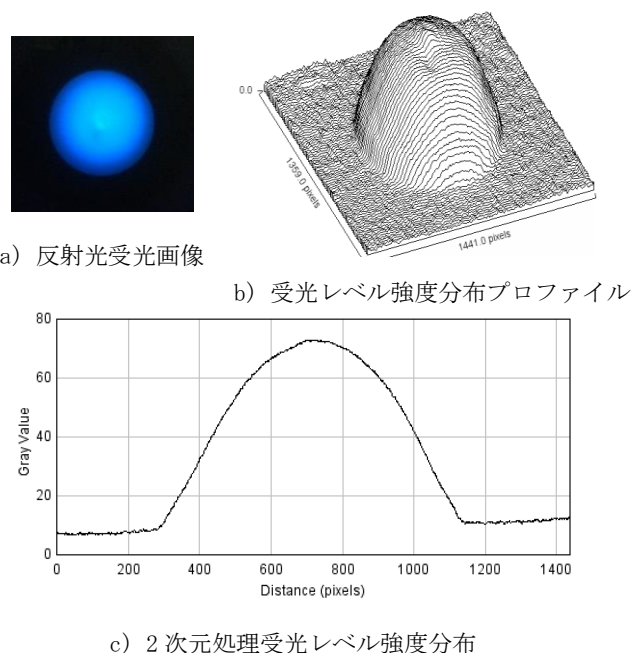 0.0
1359.0 pixels
1441.0 pixels
a) 反射光受光画像
b) 受光レベル強度分布プロファイル
80
60
40
20
0
Gray Value
0 200 400 600 800 1000 1200 1400
Distance (pixels)
c) 2次元処理受光レベル強度分布